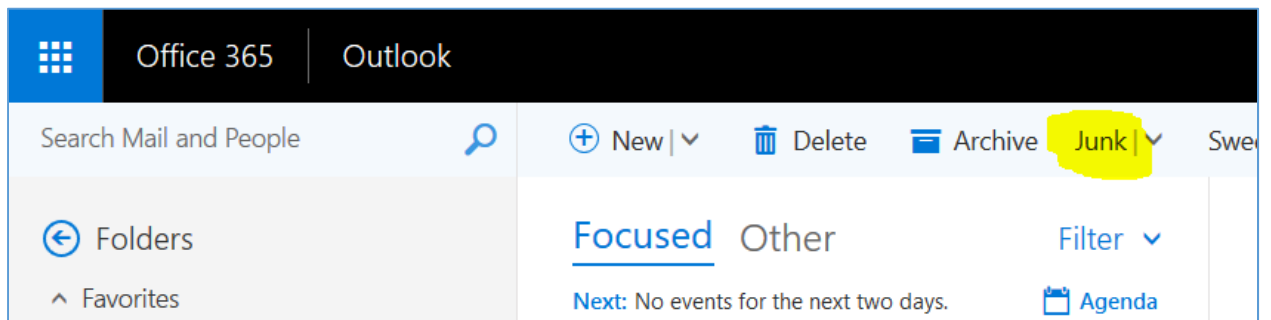 Office 365 Outlook
Search Mail and People New Delete Archive Junk Swee
Folders Focused Other Filter
Favorites Next: No events for the next two days. Agenda